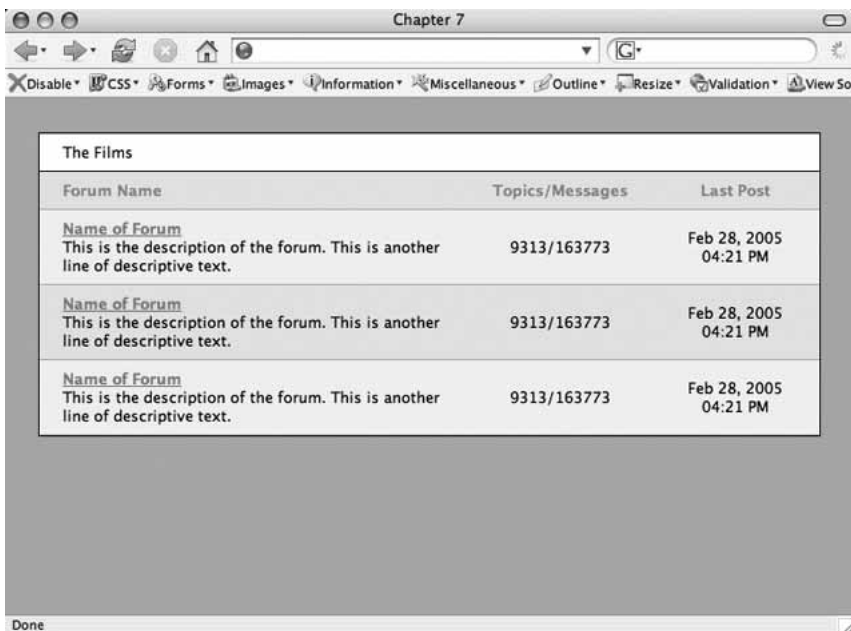 Chapter 7
G
Disable CSS Forms Images Information Miscellaneous Outline Resize Validation View So
The Films
Forum Name Topics/Messages Last Post
Name of Forum
This is the description of the forum. This is another
line of descriptive text.
9313/163773
Feb 28, 2005
04:21 PM
Name of Forum
This is the description of the forum. This is another
line of descriptive text.
9313/163773
Feb 28, 2005
04:21 PM
Name of Forum
This is the description of the forum. This is another
line of descriptive text.
9313/163773
Feb 28, 2005
04:21 PM
Done